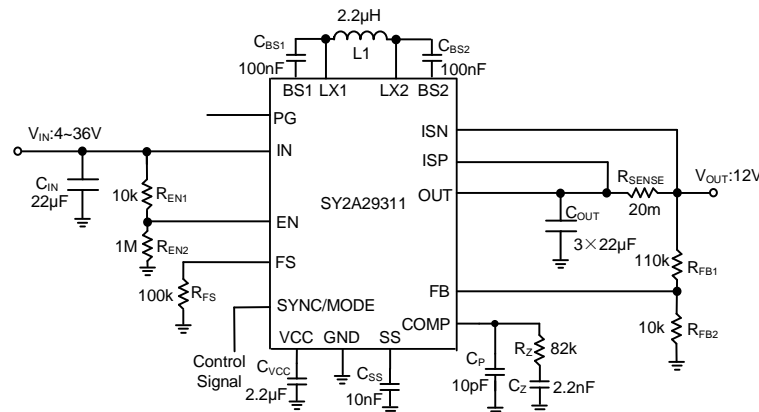 2.2µH
L1
CBS1
100nF
CBS2
100nF
BS1
LX1
LX2
BS2
PG
VIN:4~36V
IN
CIN
22µF
10k
REN1
EN
1M
REN2
FS
100k
RFS
SYNC/MODE
Control
Signal
VCC
GND
SS
CVCC
2.2µF
CSS
10nF
SY2A29311
ISN
ISP
OUT
RSENSE
20m
VOUT:12V
COUT
3×22µF
110k
RFB1
FB
10k
RFB2
COMP
RZ
82k
CP
10pF
CZ
2.2nF